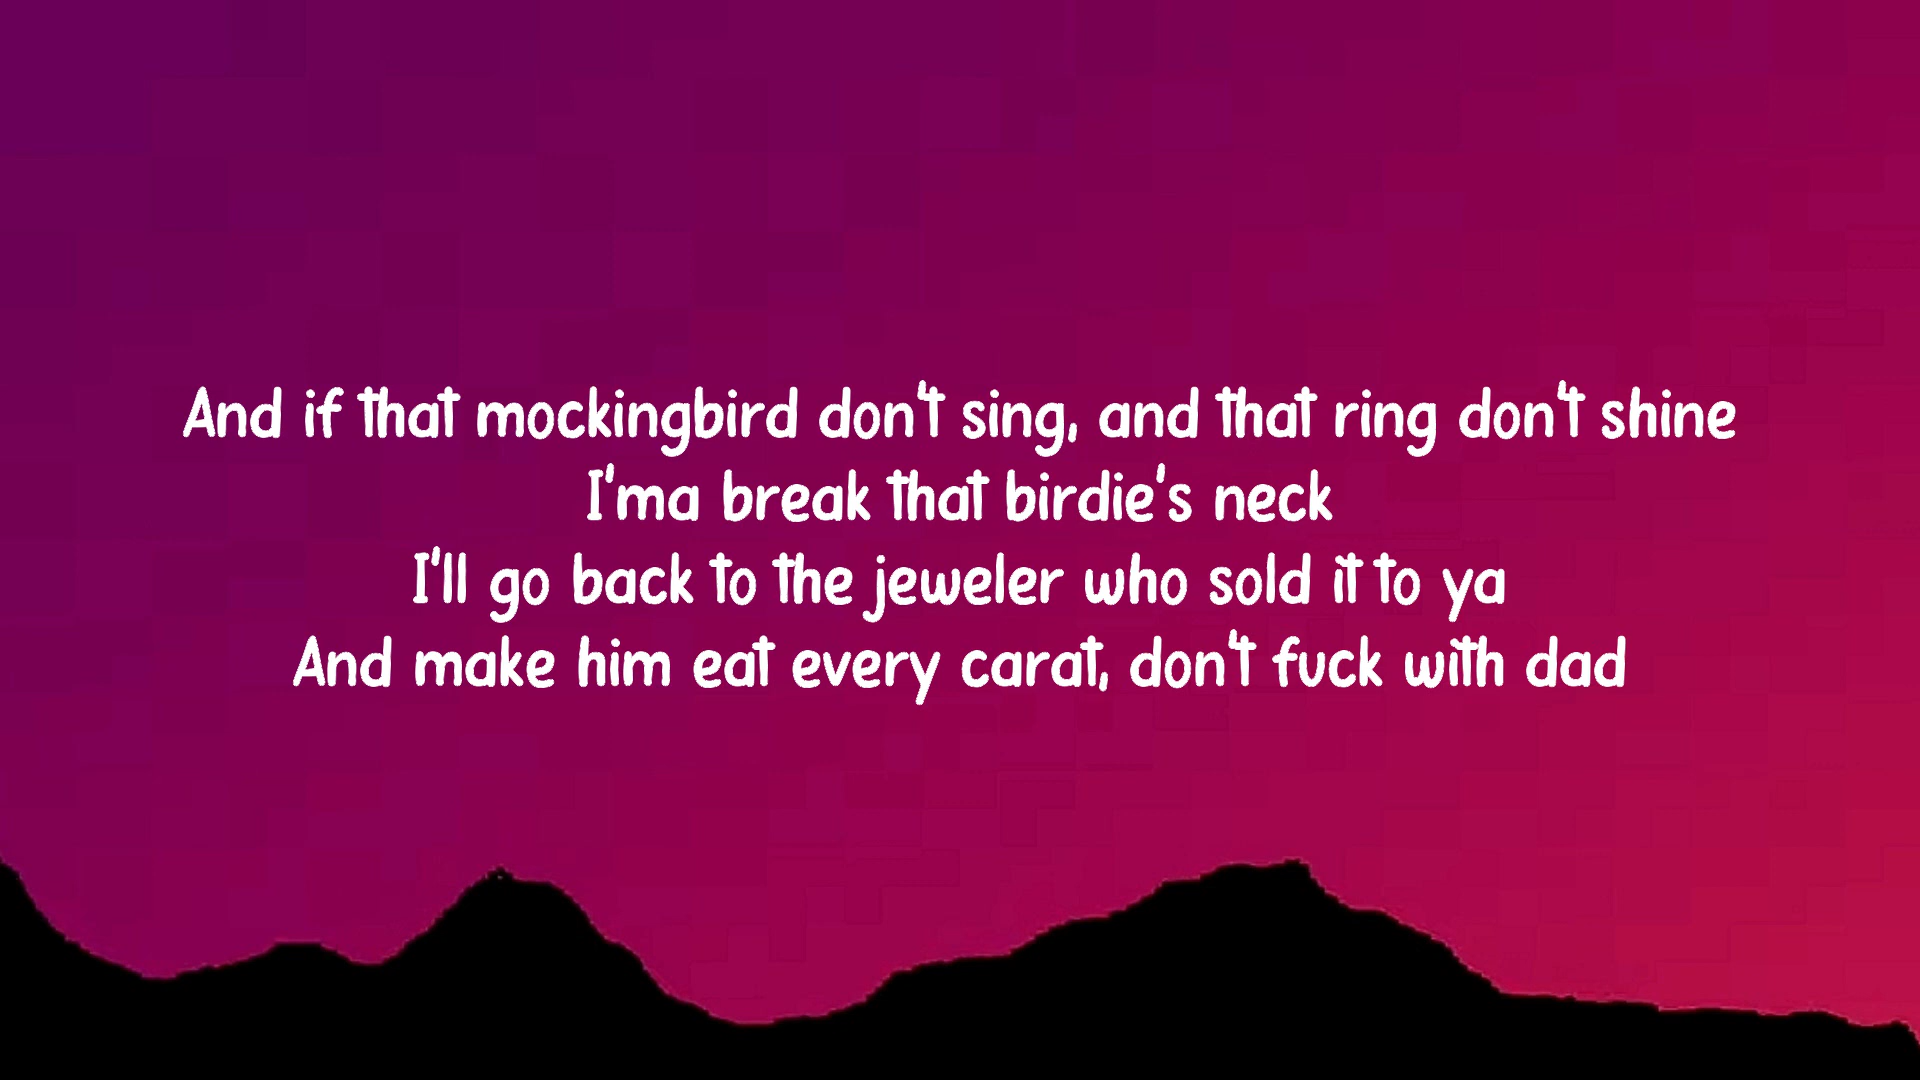 And if that mockingbird don't sing, and that ring don't shine
I'ma break that birdie's neck
I'll go back to the jeweler who sold it to ya
And make him eat every carat, don't fuck with dad